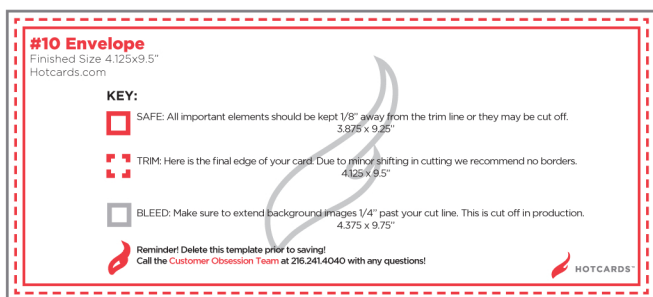 #10 Envelope
Finished Size 4.125x9.5"
Hotcards.com
KEY:
SAFE: All important elements should be kept 1/8" away from the trim line or they may be cut off.
3.875 x 9.25"
TRIM: Here is the final edge of your card. Due to minor shifting in cutting we recommend no borders.
4.125 x 9.5"
BLEED: Make sure to extend background images 1/4" past your cut line. This is cut off in production.
4.375 x 9.75"
Reminder! Delete this template prior to saving!
Call the Customer Obsession Team at 216.241.4040 with any questions!
HOTCARDS™